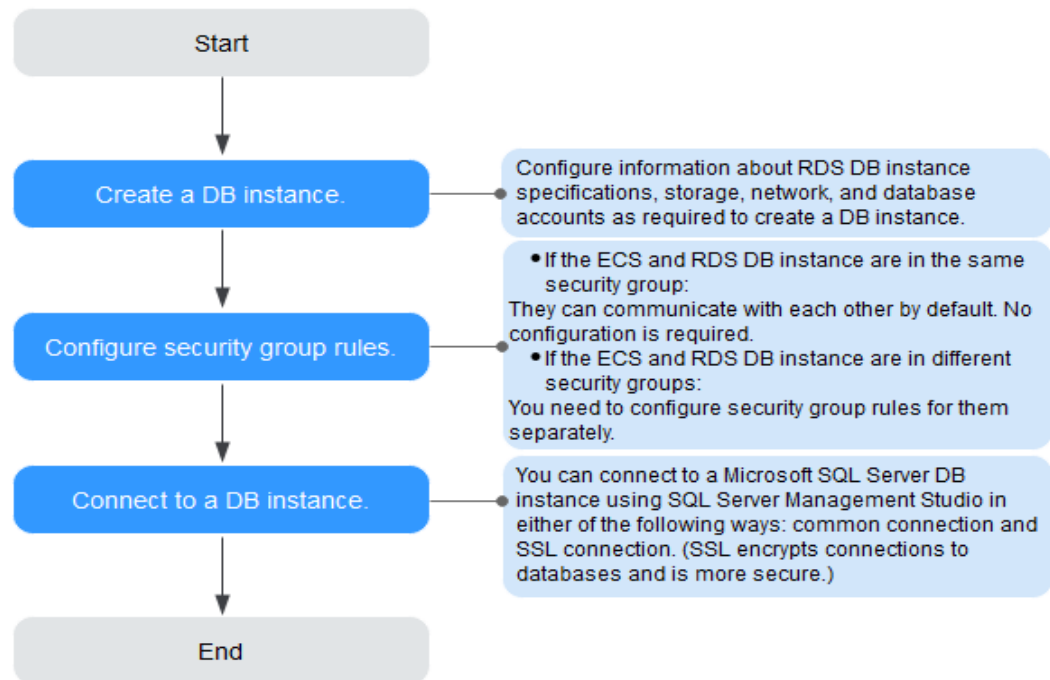 Start
Create a DB instance.
Configure information about RDS DB instance
specifications, storage, network, and database
accounts as required to create a DB instance.
Configure security group rules.
• If the ECS and RDS DB instance are in the same
security group:
They can communicate with each other by default. No
configuration is required.
• If the ECS and RDS DB instance are in different
security groups:
You need to configure security group rules for them
separately.
Connect to a DB instance.
You can connect to a Microsoft SQL Server DB
instance using SQL Server Management Studio in
either of the following ways: common connection and
SSL connection. (SSL encrypts connections to
databases and is more secure.)
End